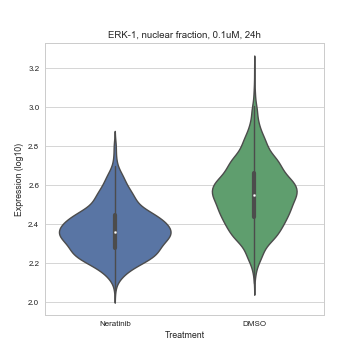 ERK-1, nuclear fraction, 0.1uM, 24h
3.2
3.0
2.8
2.6
2.4
2.2
2.0
Expression (log10)
Neratinib
DMSO
Treatment